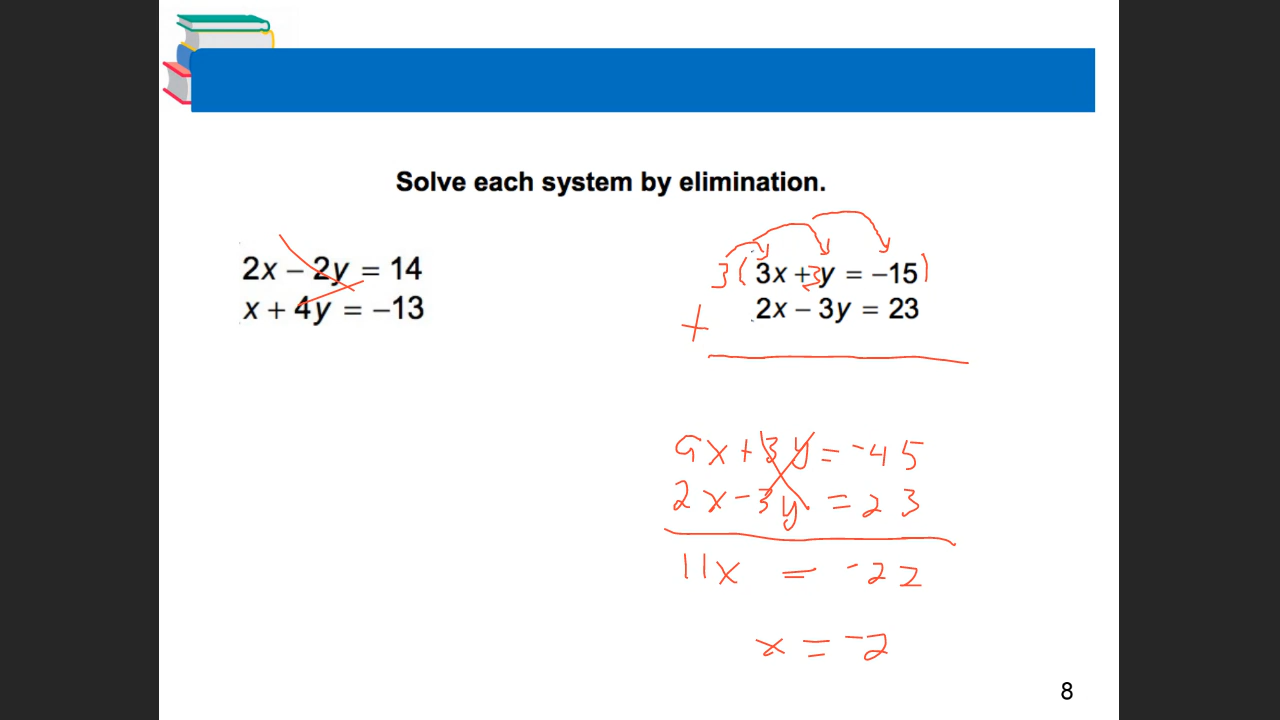 Solve each system by elimination.
2x – 2y = 14
x + 4y = –13
3(3x + 3y = –15)
+ 2x – 3y = 23
9x + 3y = -45
2x - 3y = 23
11x = -22
x = -2
8